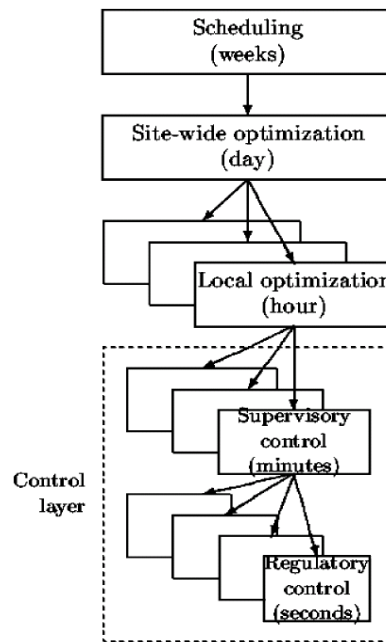 Scheduling
(weeks)
Site-wide optimization
(day)
Local optimization
(hour)
Supervisory
control
(minutes)
Control
layer
Regulatory
control
(seconds)